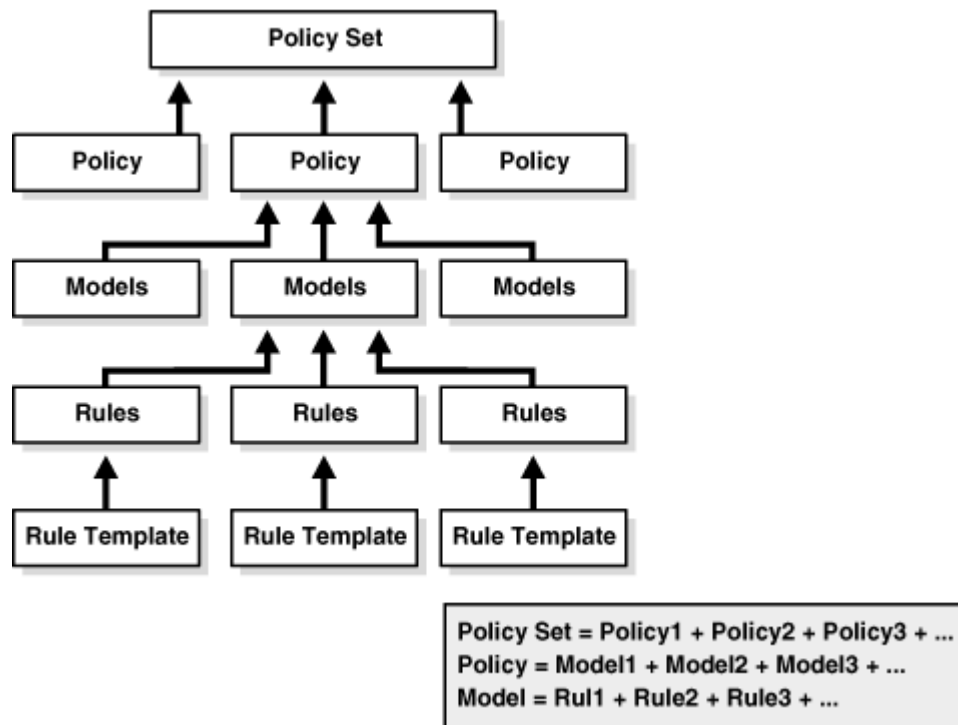 Policy Set
Policy
Policy
Policy
Models
Models
Models
Rules
Rules
Rules
Rule Template
Rule Template
Rule Template
Policy Set = Policy1 + Policy2 + Policy3 + ...
Policy = Model1 + Model2 + Model3 + ...
Model = Rul1 + Rule2 + Rule3 + ...